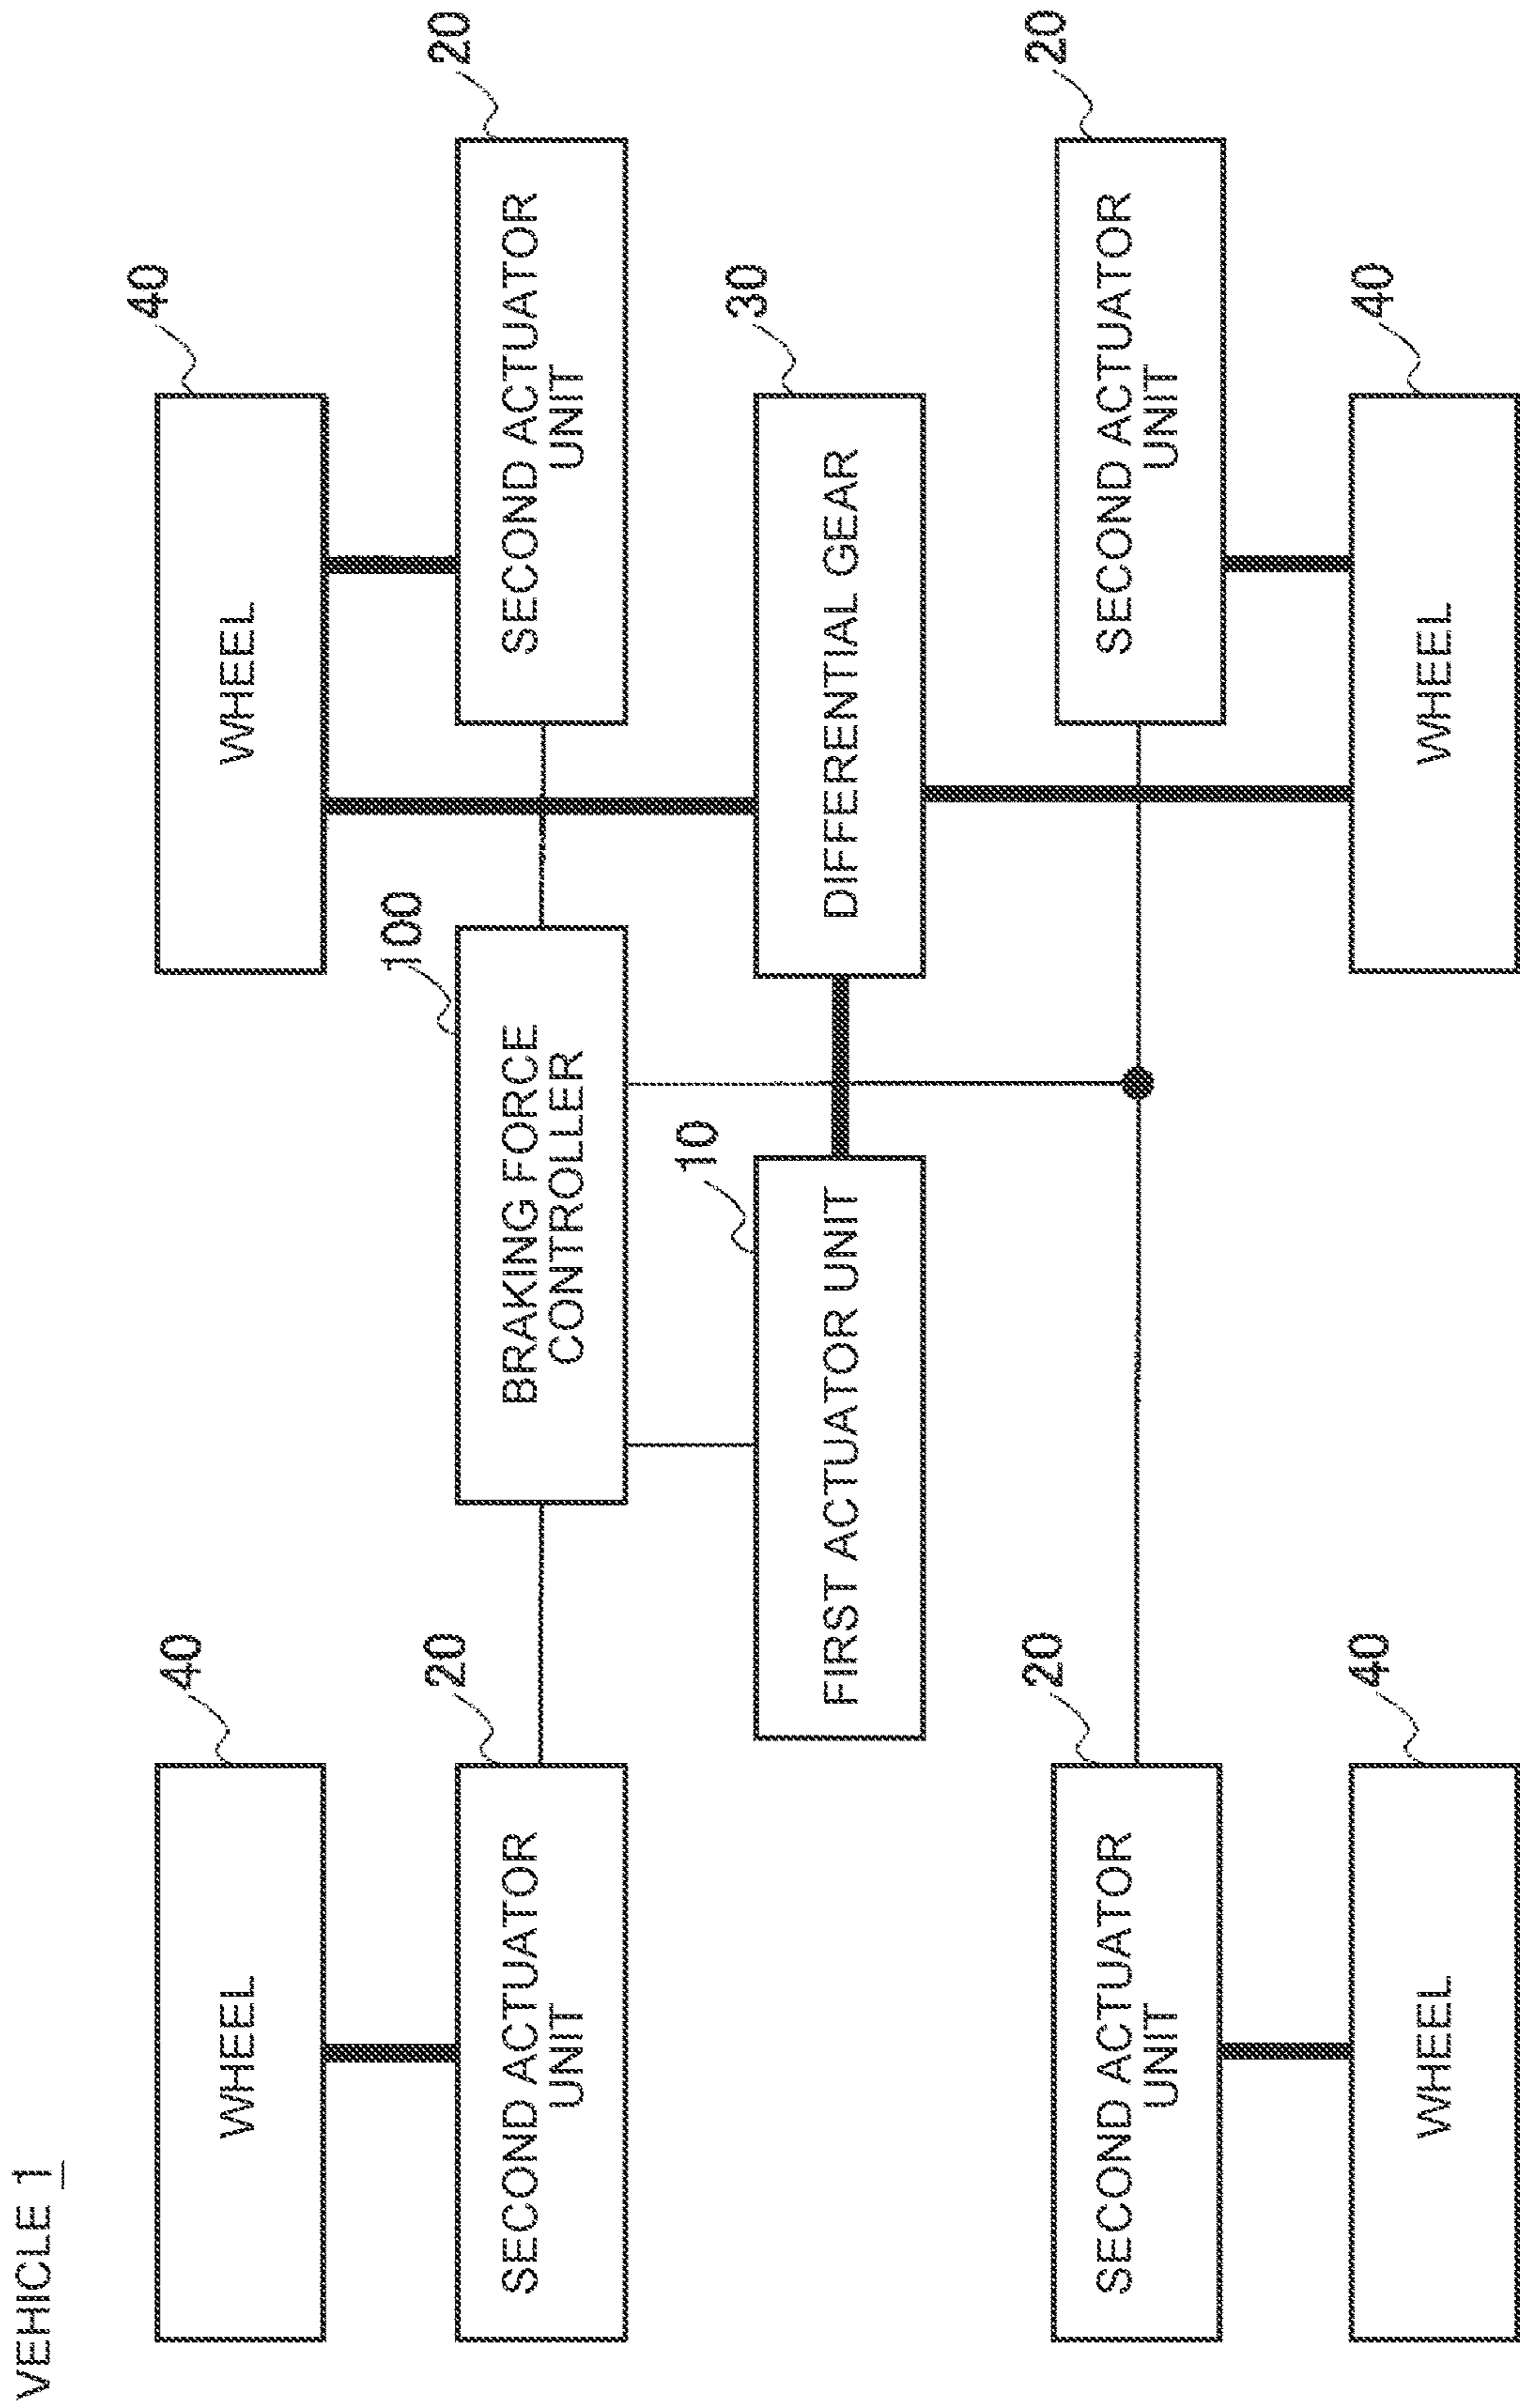 VEHICLE 1
40
WHEEL
40
WHEEL
20
SECOND ACTUATOR
UNIT
100
BRAKING FORCE
CONTROLLER
20
SECOND ACTUATOR
UNIT
10
FIRST ACTUATOR UNIT
30
DIFFERENTIAL GEAR
20
SECOND ACTUATOR
UNIT
20
SECOND ACTUATOR
UNIT
40
WHEEL
40
WHEEL